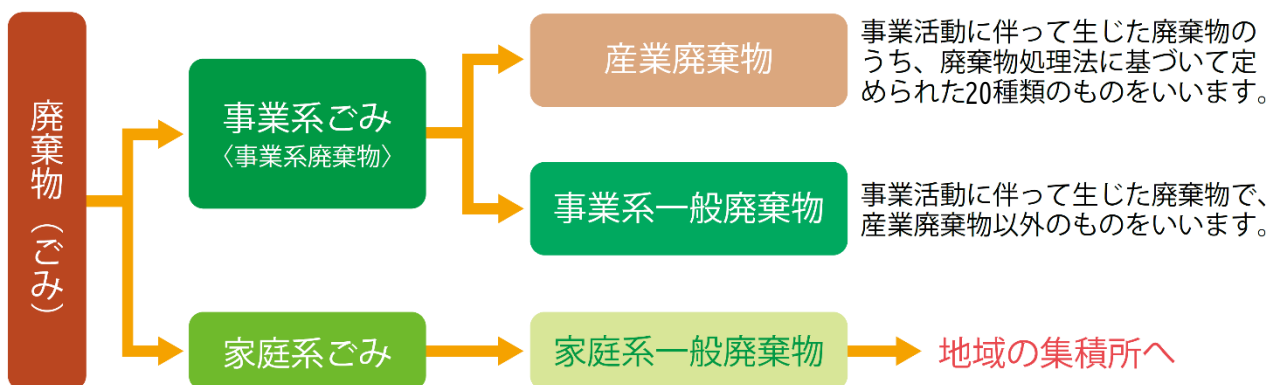 廃棄物（ごみ）
事業系ごみ
〈事業系廃棄物〉
産業廃棄物
事業活動に伴って生じた廃棄物の
うち、廃棄物処理法に基づいて定
められた20種類のものをいいます。
事業系一般廃棄物
事業活動に伴って生じた廃棄物で、
産業廃棄物以外のものをいいます。
家庭系ごみ
家庭系一般廃棄物
地域の集積所へ